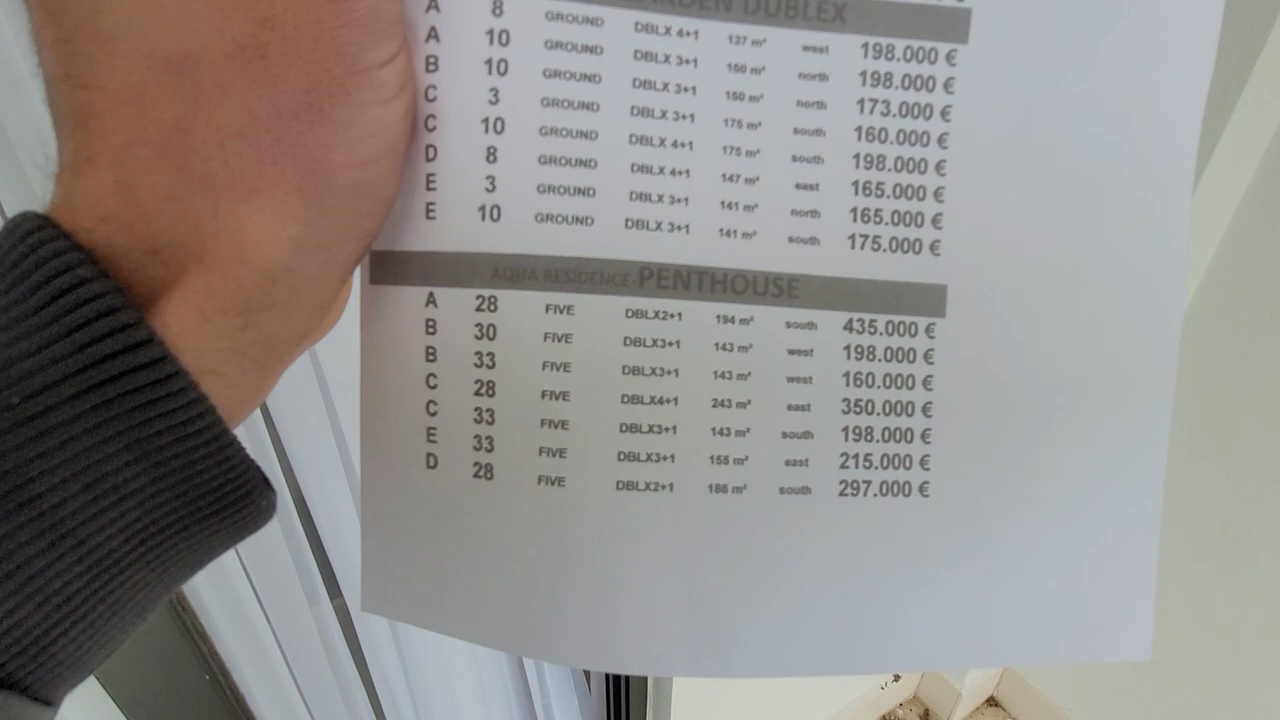 ARDEN DUBLEX
A 8 GROUND DBLX 4+1 137 m² west 198.000 €
A 10 GROUND DBLX 3+1 150 m² north 198.000 €
B 10 GROUND DBLX 3+1 150 m² north 173.000 €
C 3 GROUND DBLX 3+1 175 m² south 160.000 €
C 10 GROUND DBLX 4+1 175 m² south 198.000 €
D 8 GROUND DBLX 4+1 147 m² east 165.000 €
E 3 GROUND DBLX 3+1 141 m² north 165.000 €
E 10 GROUND DBLX 3+1 141 m² south 175.000 €
AQUA RESİDENCE-PENTHOUSE
A 28 FIVE DBLX2+1 194 m² south 435.000 €
B 30 FIVE DBLX3+1 143 m² west 198.000 €
B 33 FIVE DBLX3+1 143 m² west 160.000 €
C 28 FIVE DBLX4+1 243 m² east 350.000 €
C 33 FIVE DBLX3+1 143 m² south 198.000 €
E 33 FIVE DBLX3+1 155 m² east 215.000 €
D 28 FIVE DBLX2+1 186 m² south 297.000 €